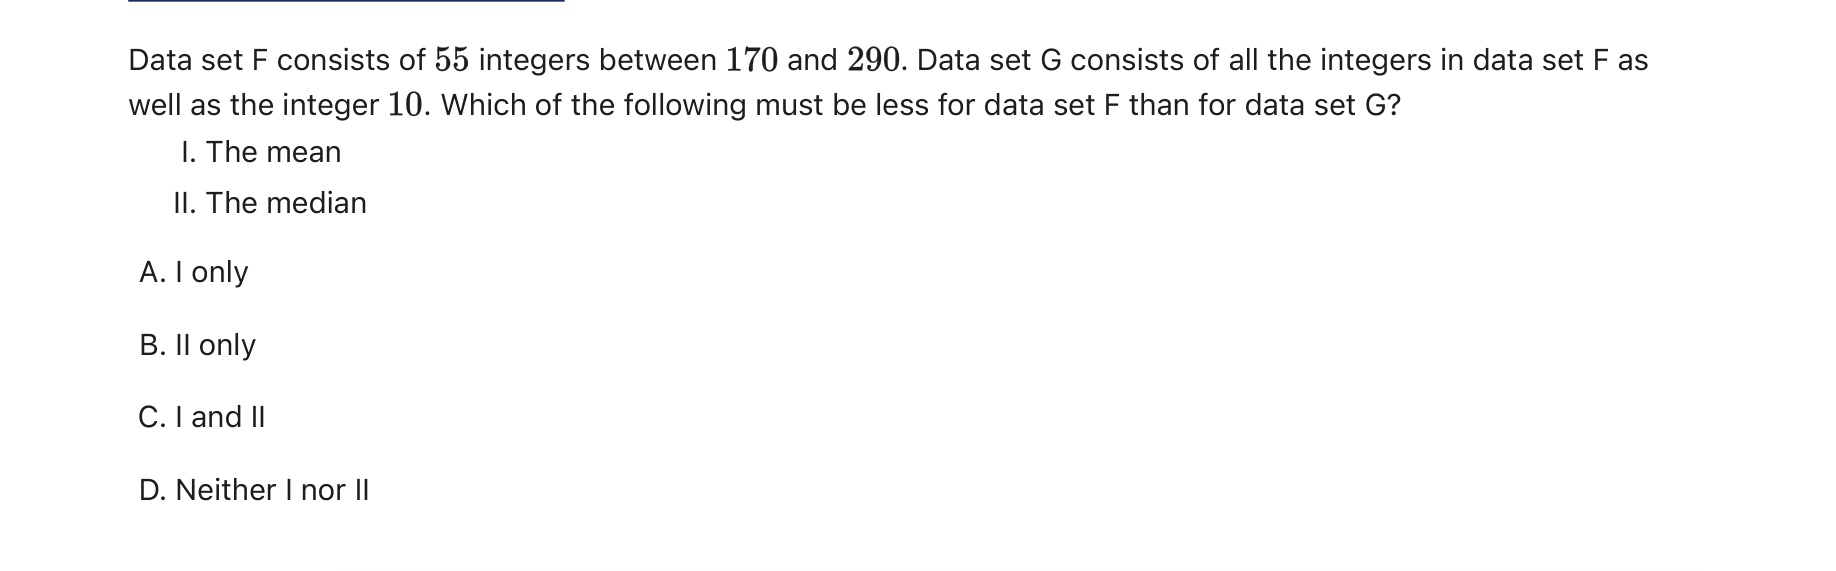 Data set F consists of 55 integers between 170 and 290. Data set G consists of all the integers in data set F as
well as the integer 10. Which of the following must be less for data set F than for data set G?
I. The mean
II. The median
A. I only
B. II only
C. I and II
D. Neither I nor II